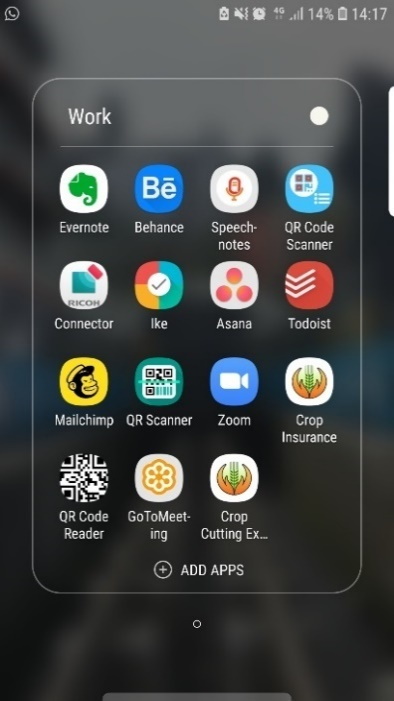 4G 14% 14:17
Work
Evernote Behance Speech- QR Code
notes Scanner
RICOH
Connector Ike Asana Todoist
Mailchimp QR Scanner Zoom Crop
Insurance
QR Code GoToMeet- Crop
Reader ing Cutting Ex...
ADD APPS
Bē